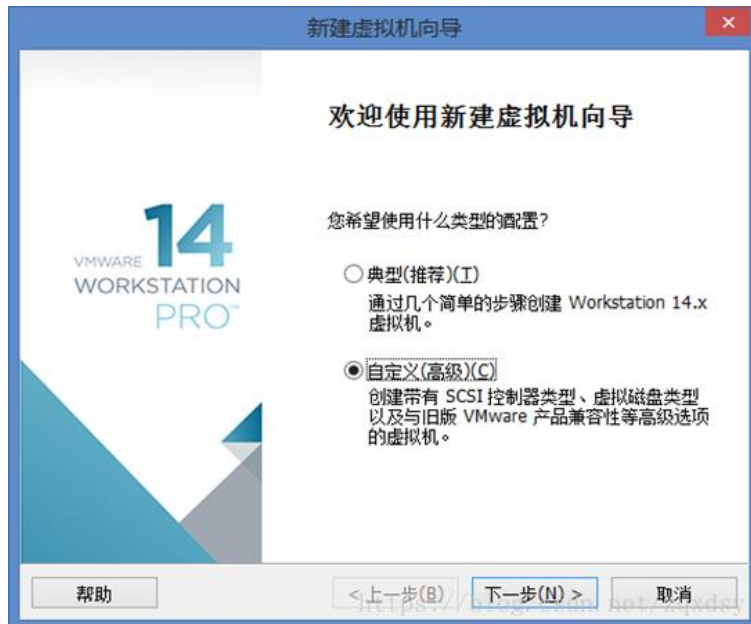 新建虚拟机向导
欢迎使用新建虚拟机向导
14
VMWARE
WORKSTATION
PRO™
您希望使用什么类型的配置?
典型(推荐)(T)
通过几个简单的步骤创建 Workstation 14.x
虚拟机。
自定义(高级)(C)
创建带有 SCSI 控制器类型、虚拟磁盘类型
以及与旧版 VMware 产品兼容性等高级选项
的虚拟机。
帮助
<上一步(B)
下一步(N) >
取消